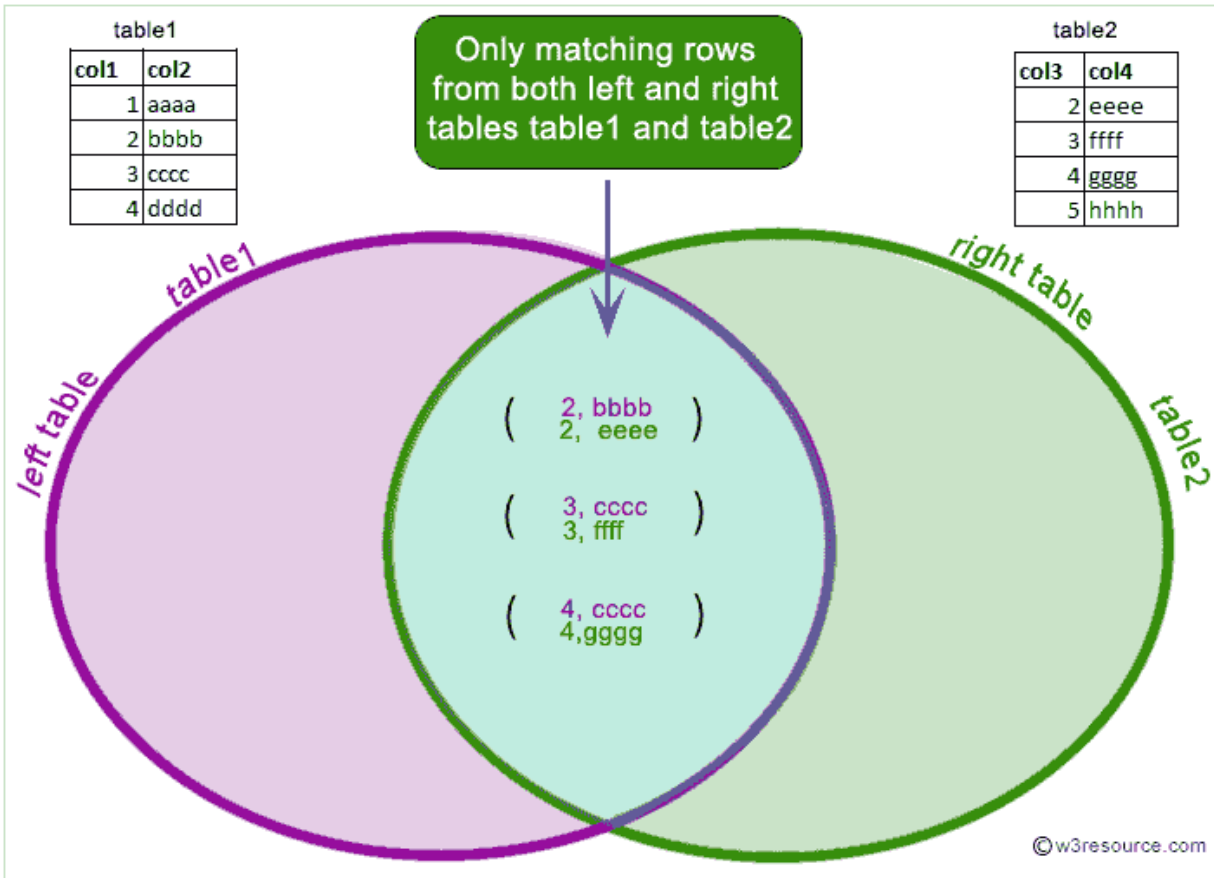 table1
col1 col2
1 aaaa
2 bbbb
3 cccc
4 dddd
Only matching rows
from both left and right
tables table1 and table2
table2
col3 col4
2 eeee
3 ffff
4 gggg
5 hhhh
left table
table1
right table
table2
( 2, bbbb )
2, eeee
( 3, cccc )
3, ffff
( 4, cccc )
4,gggg
©w3resource.com